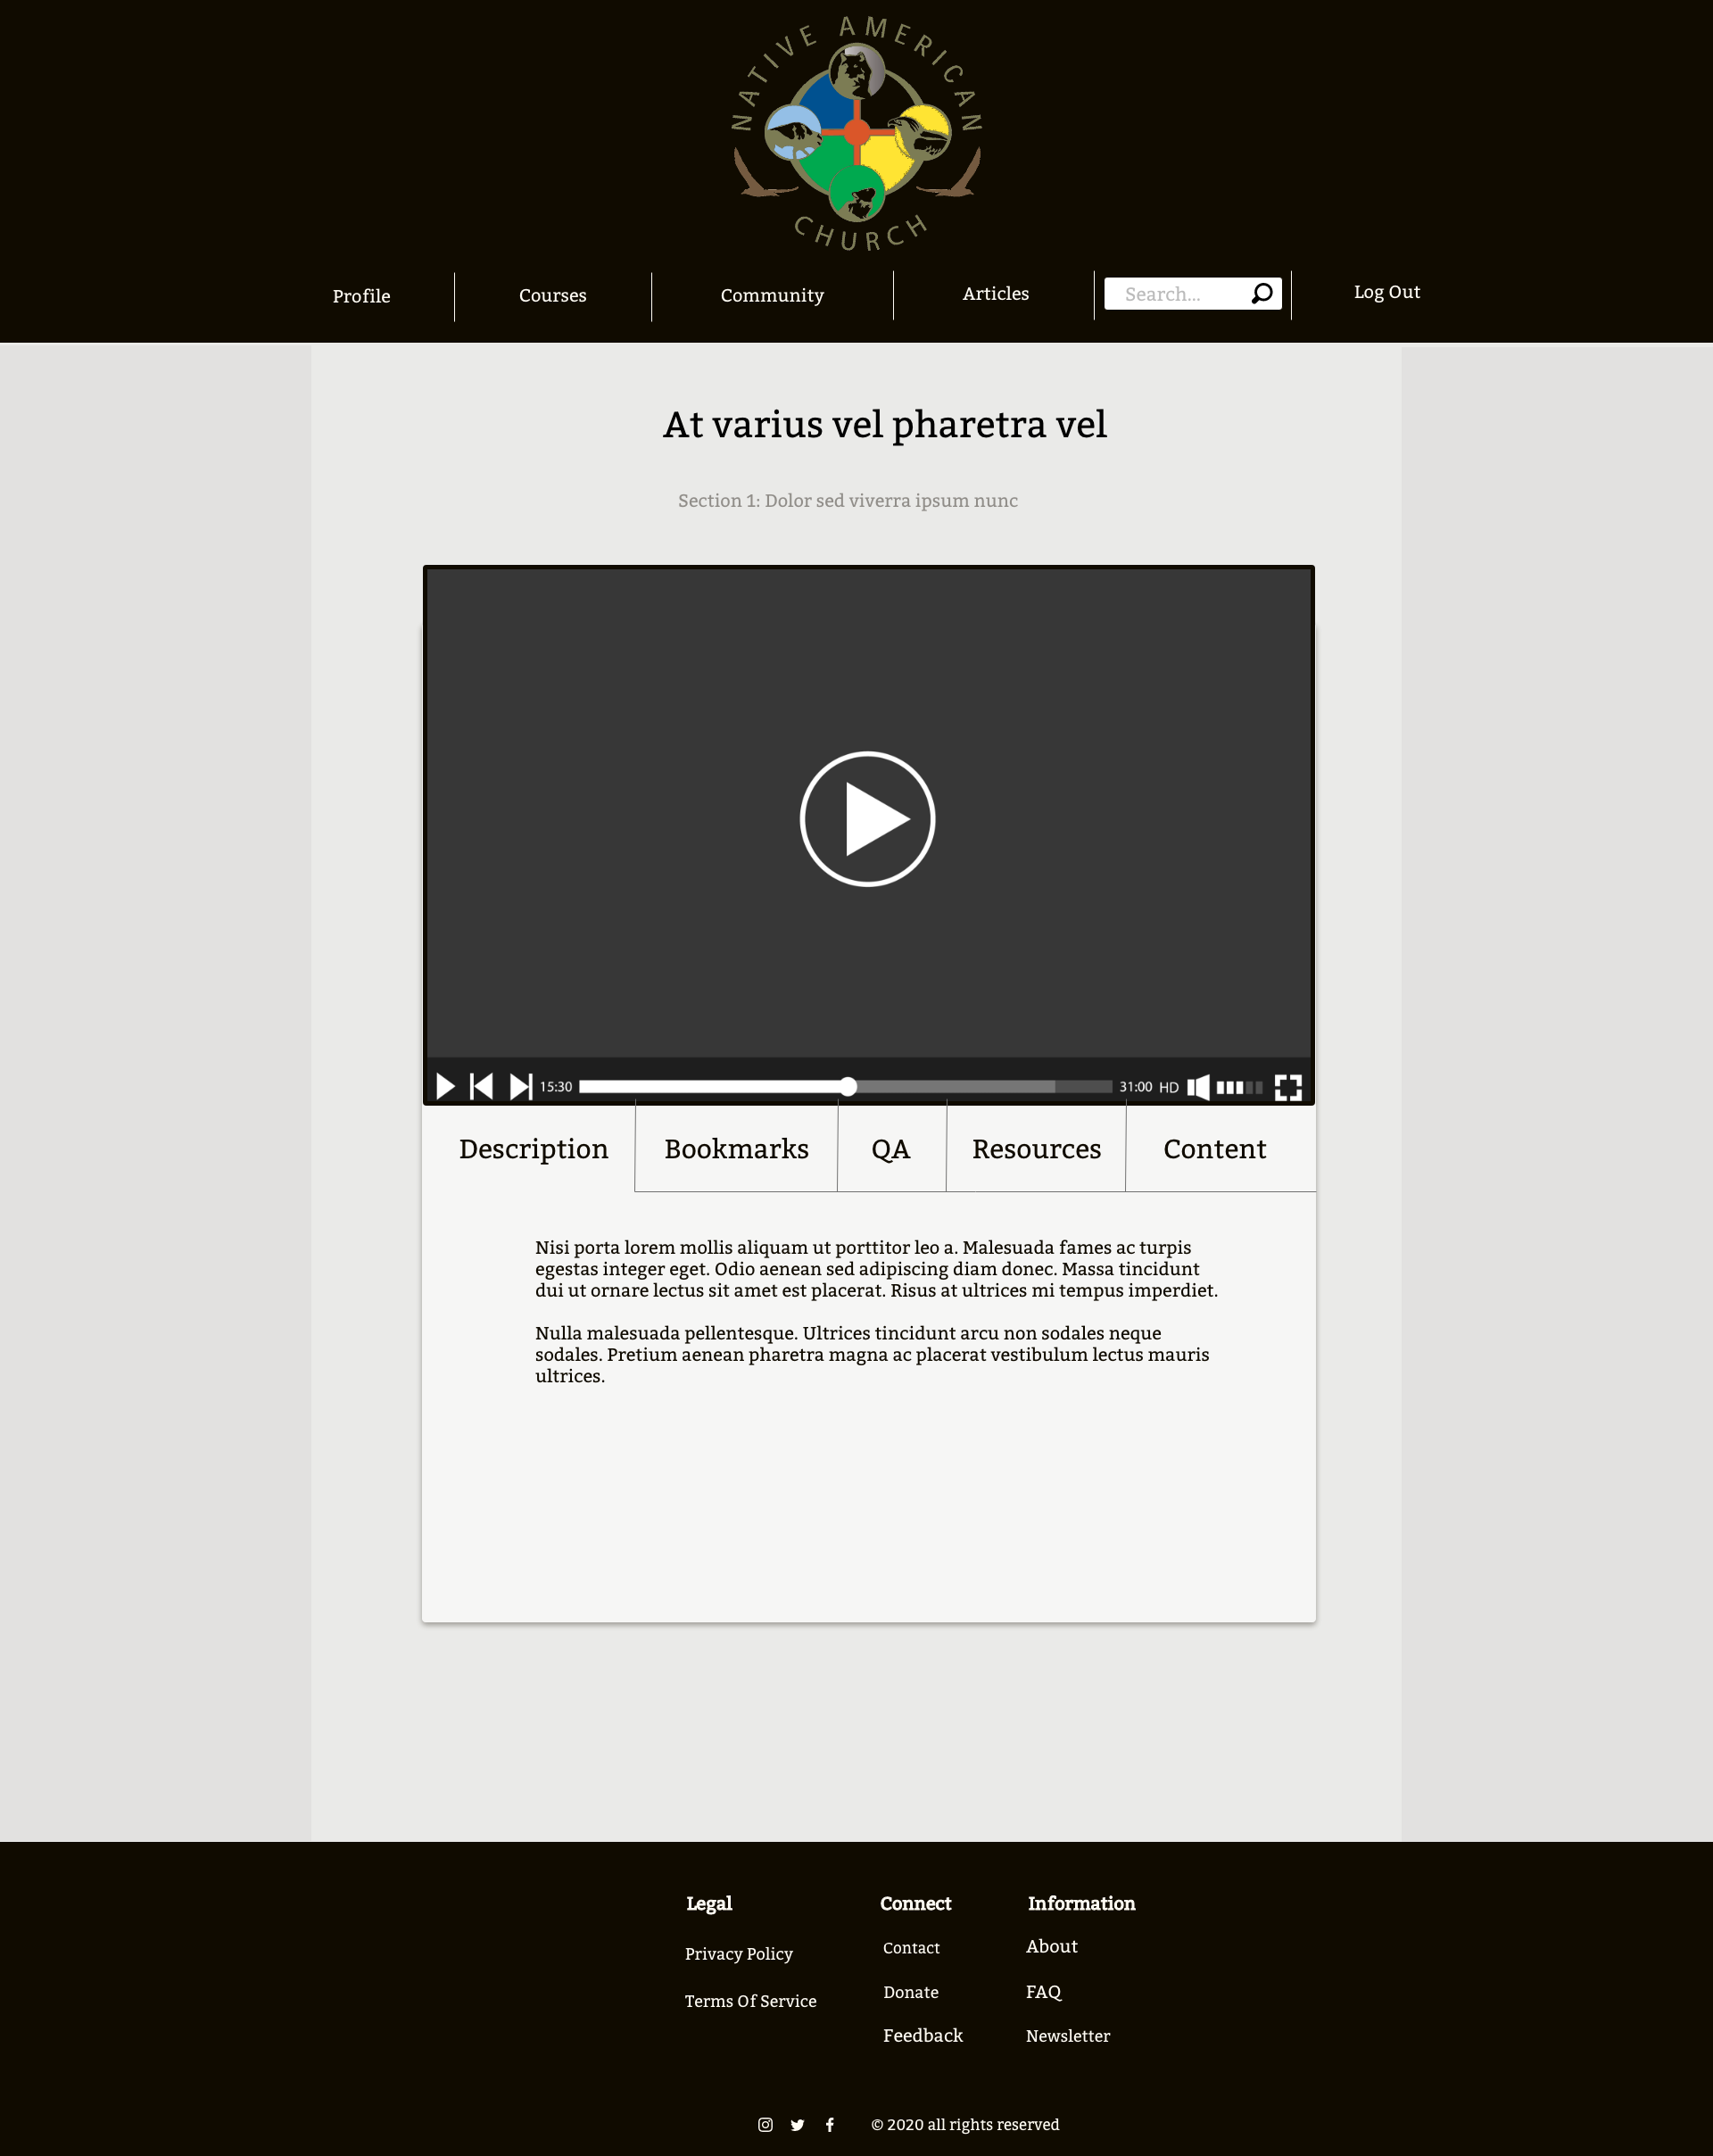 NATIVE AMERICAN
CHURCH
Profile
Courses
Community
Articles
Search...
Log Out
At varius vel pharetra vel
Section 1: Dolor sed viverra ipsum nunc
15:30
31:00 HD
Description
Bookmarks
QA
Resources
Content
Nisi porta lorem mollis aliquam ut porttitor leo a. Malesuada fames ac turpis
egestas integer eget. Odio aenean sed adipiscing diam donec. Massa tincidunt
dui ut ornare lectus sit amet est placerat. Risus at ultrices mi tempus imperdiet.
Nulla malesuada pellentesque. Ultrices tincidunt arcu non sodales neque
sodales. Pretium aenean pharetra magna ac placerat vestibulum lectus mauris
ultrices.
Legal
Privacy Policy
Terms Of Service
Connect
Contact
Donate
Feedback
Information
About
FAQ
Newsletter
© 2020 all rights reserved